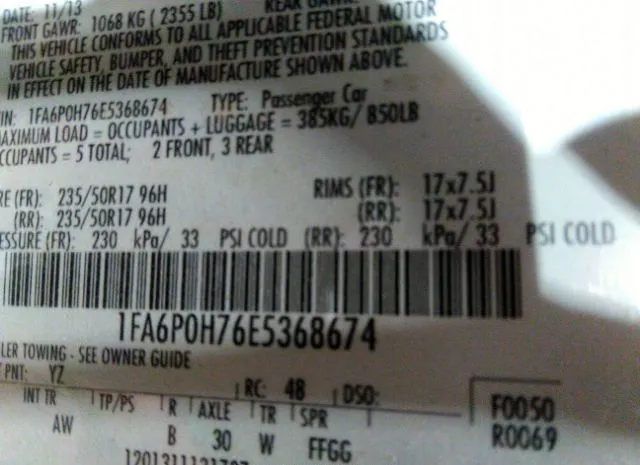 DATE: 11/13
FRONT GAWR: 1068 KG ( 2355 LB) REAR GAWR:
THIS VEHICLE CONFORMS TO ALL APPLICABLE FEDERAL MOTOR
VEHICLE SAFETY, BUMPER, AND THEFT PREVENTION STANDARDS
IN EFFECT ON THE DATE OF MANUFACTURE SHOWN ABOVE.
IN: 1FA6P0H76E5368674 TYPE: Passenger Car
AXIMUM LOAD = OCCUPANTS + LUGGAGE = 385KG/ 850LB
CCUPANTS = 5 TOTAL; 2 FRONT, 3 REAR
RE (FR): 235/50R17 96H RIMS (FR): 17x7.5J
(RR): 235/50R17 96H (RR): 17x7.5J
ESSURE (FR): 230 kPa/ 33 PSI COLD (RR): 230 kPa/ 33 PSI COLD
1FA6P0H76E5368674
LER TOWING - SEE OWNER GUIDE
PNT: YZ RC: 48 DSO:
INT TR TP/PS R AXLE TR SPR F0050
AW B 30 W FFGG R0069